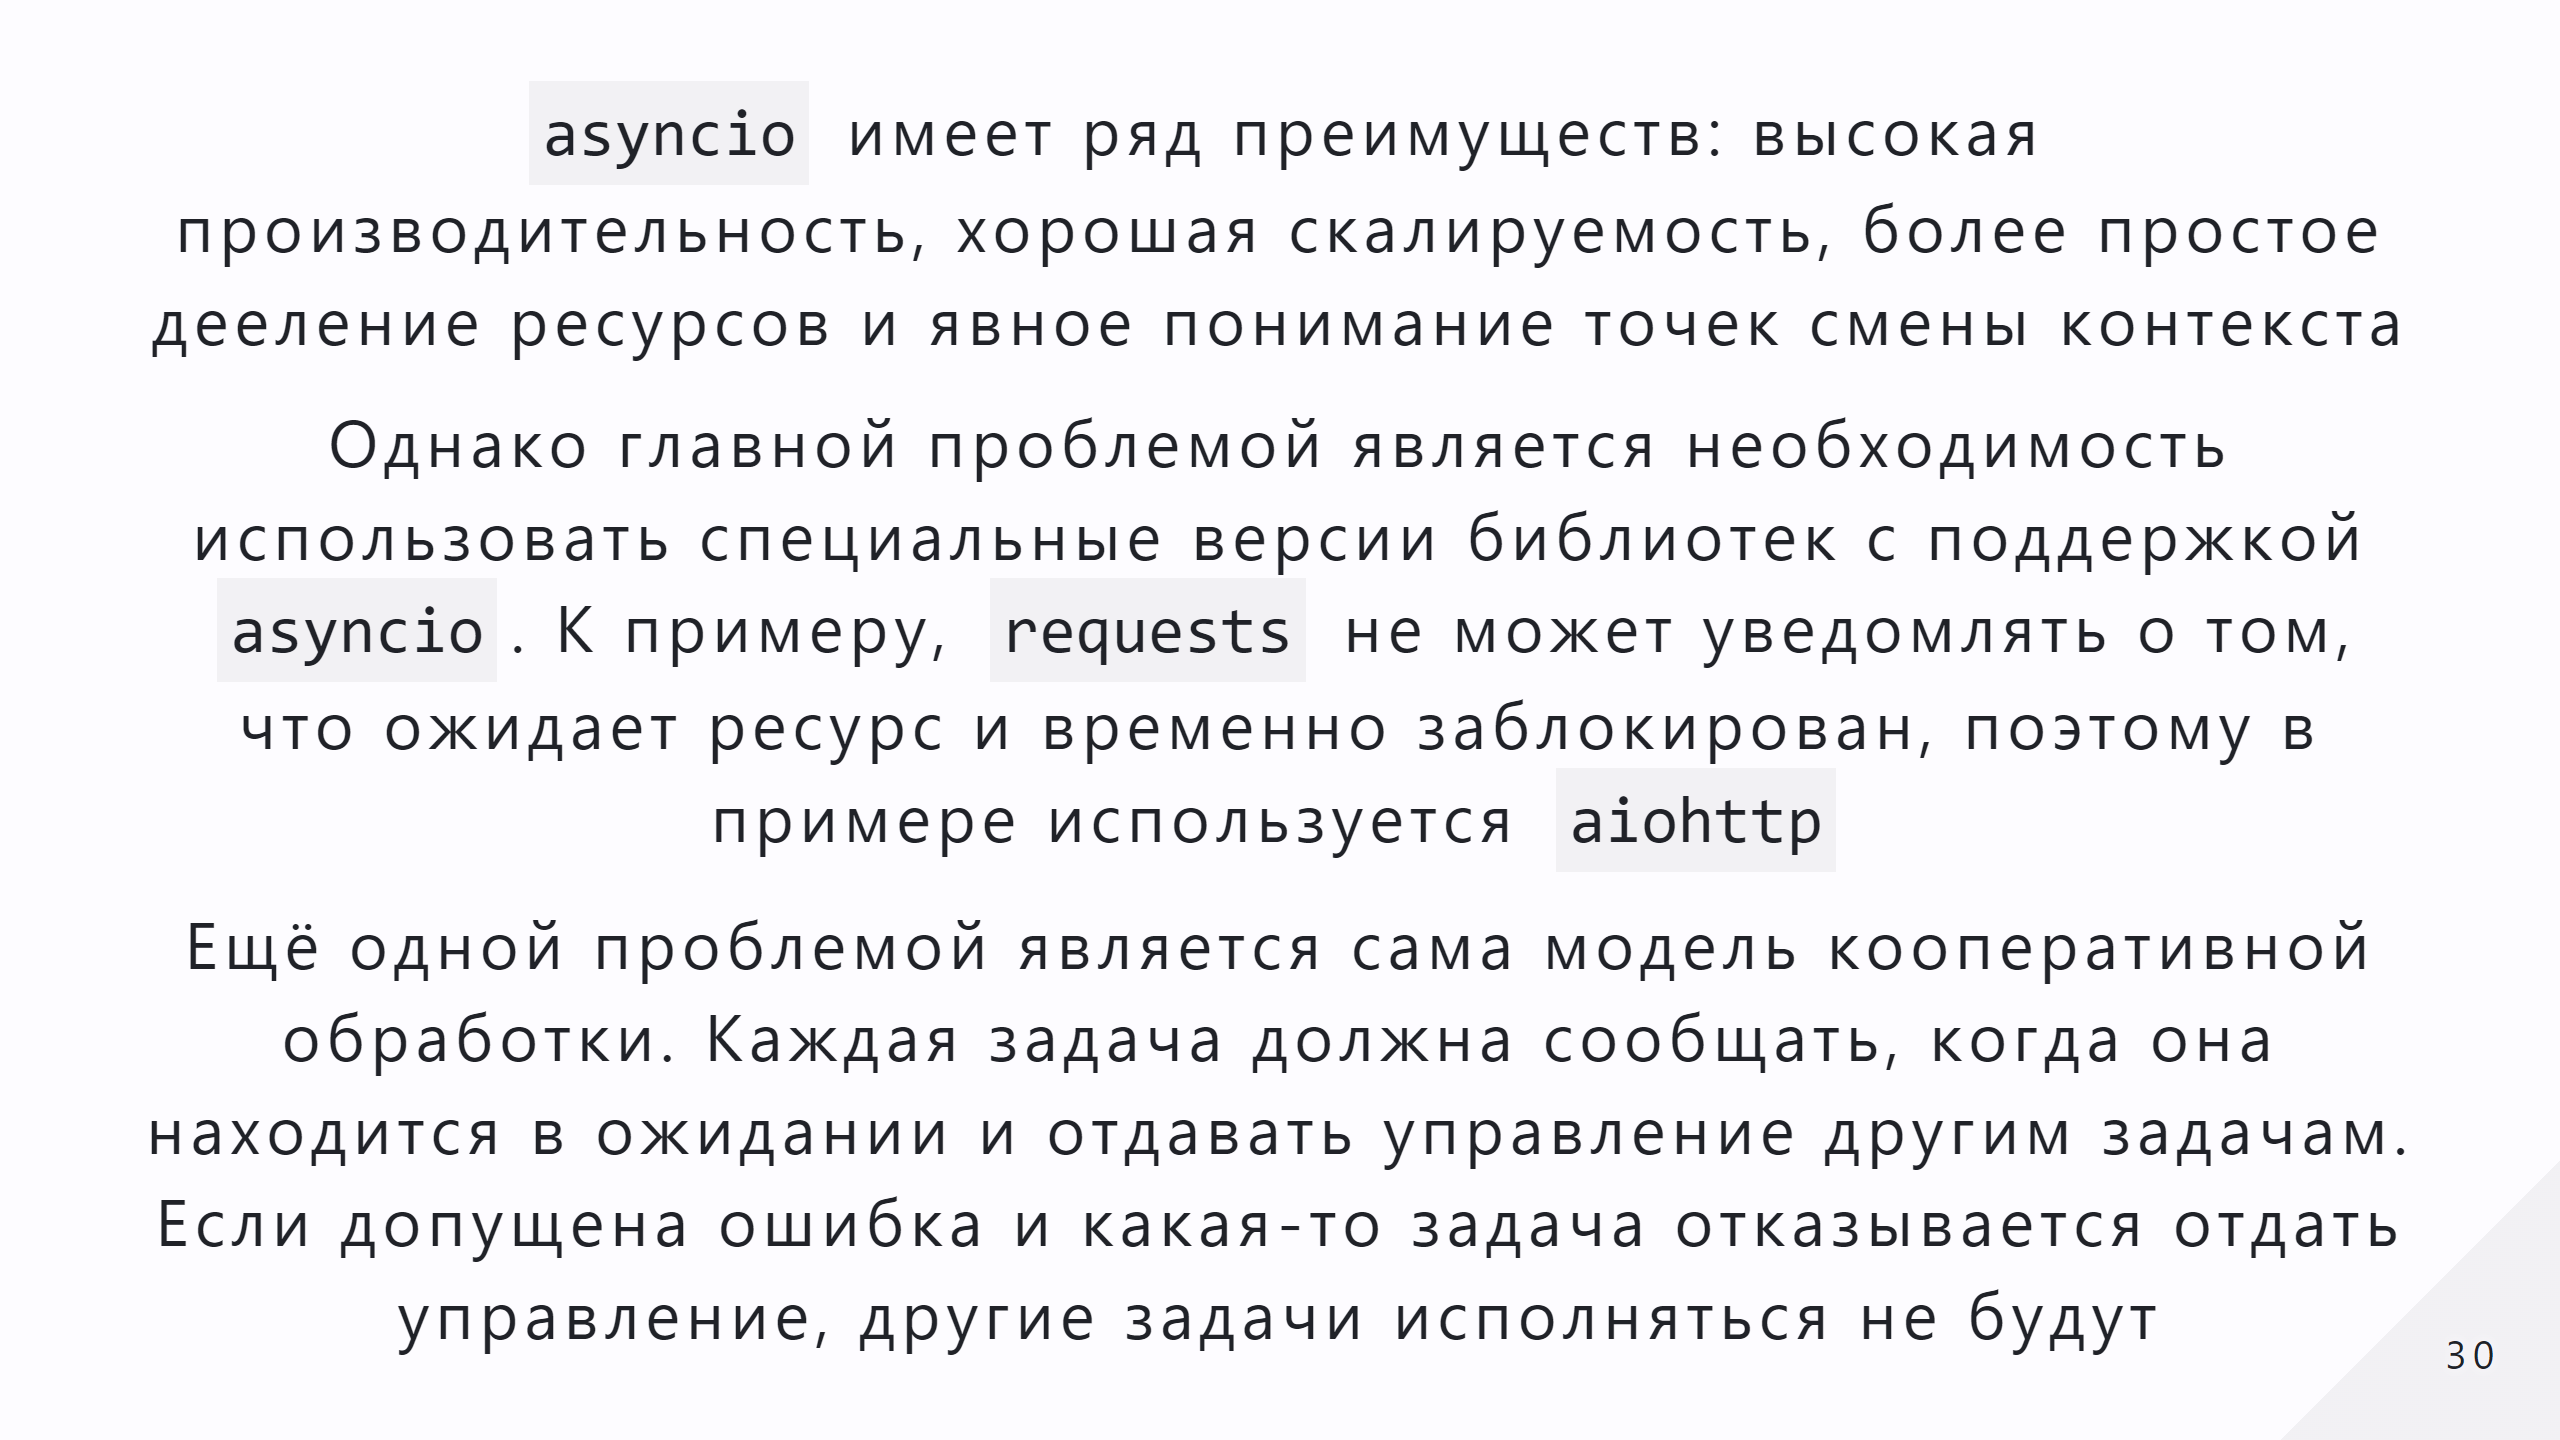 asyncio имеет ряд преимуществ: высокая
производительность, хорошая скалируемость, более простое
дееление ресурсов и явное понимание точек смены контекста
Однако главной проблемой является необходимость
использовать специальные версии библиотек с поддержкой
asyncio. К примеру, requests не может уведомлять о том,
что ожидает ресурс и временно заблокирован, поэтому в
примере используется aiohttp
Ещё одной проблемой является сама модель кооперативной
обработки. Каждая задача должна сообщать, когда она
находится в ожидании и отдавать управление другим задачам.
Если допущена ошибка и какая-то задача отказывается отдать
управление, другие задачи исполняться не будут
30